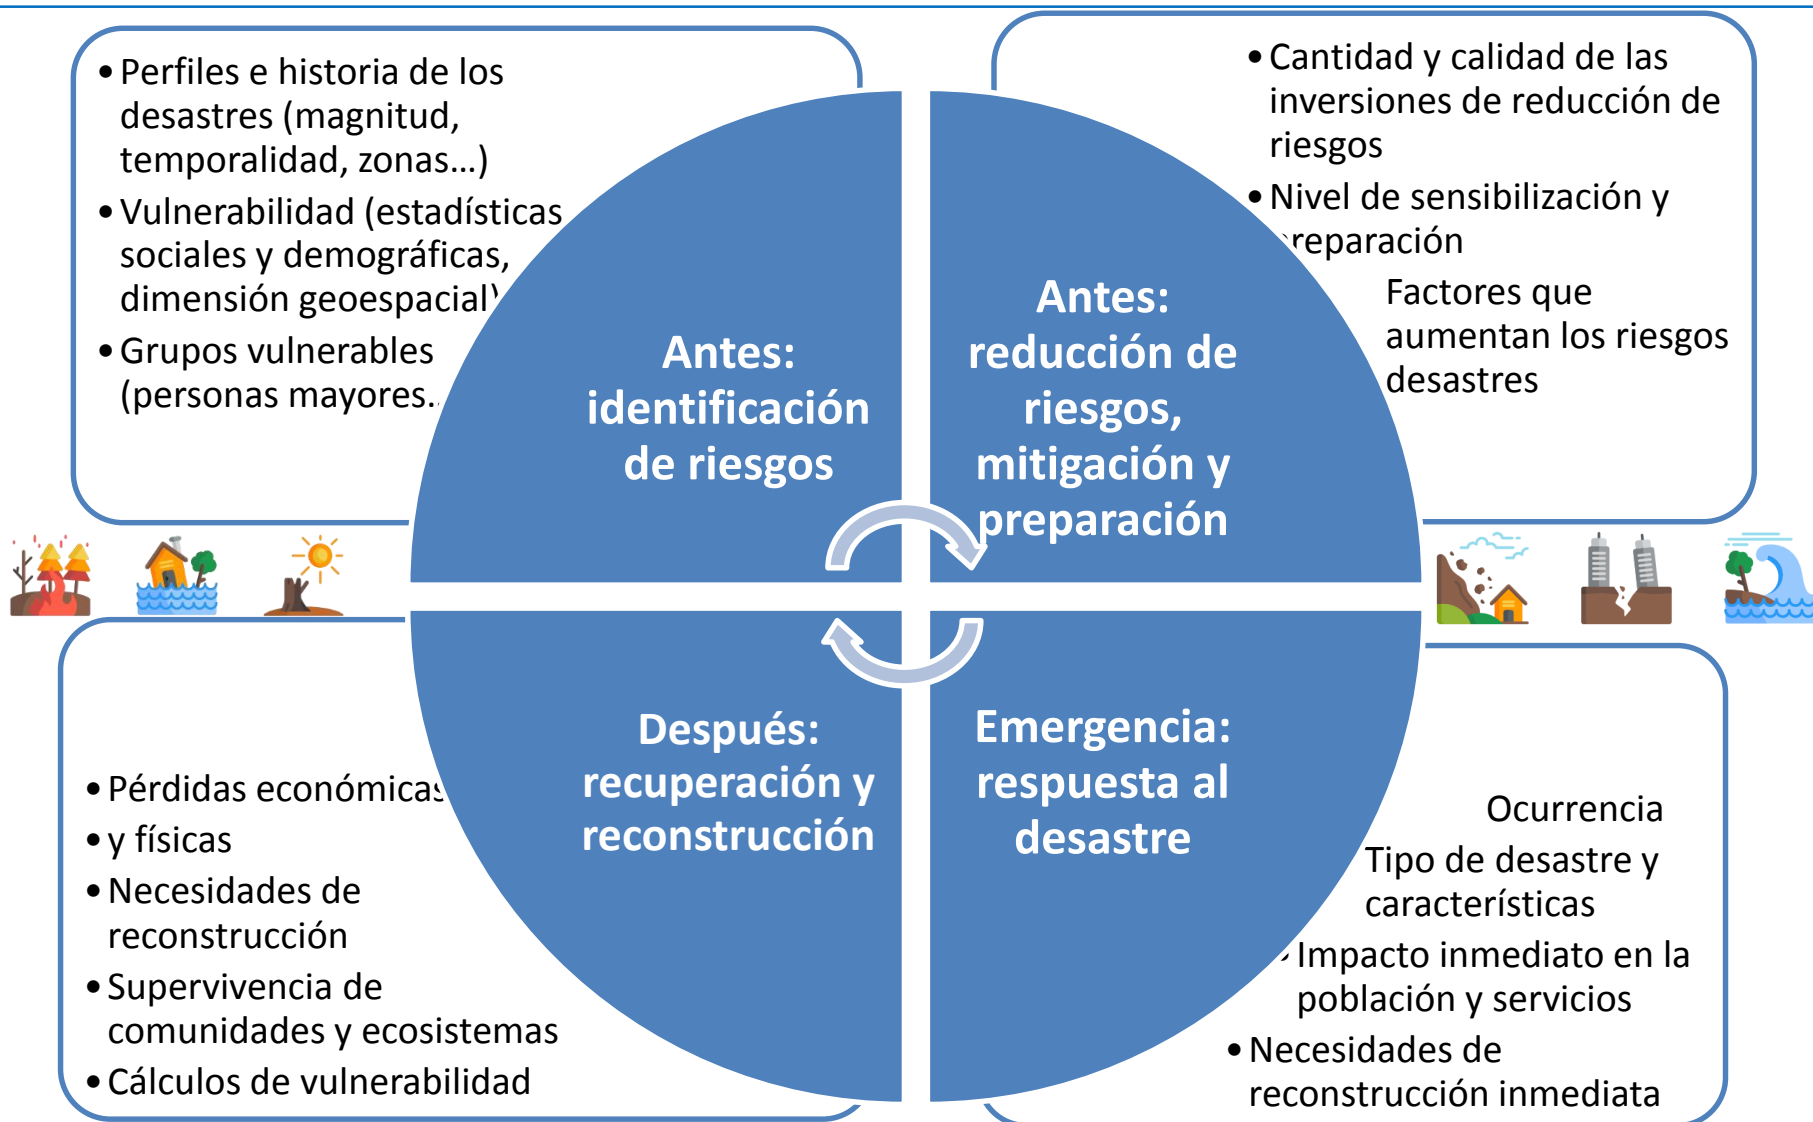 •Perfiles e historia de los
desastres (magnitud,
temporalidad, zonas...)
•Vulnerabilidad (estadísticas
sociales y demográficas,
dimensión geoespacial)
•Grupos vulnerables
(personas mayores..
Antes:
identificación
de riesgos
•Cantidad y calidad de las
inversiones de reducción de
riesgos
•Nivel de sensibilización y
preparación
Factores que
aumentan los riesgos
desastres
Antes:
reducción de
riesgos,
mitigación y
preparación
•Pérdidas económicas
•y físicas
•Necesidades de
reconstrucción
•Supervivencia de
comunidades y ecosistemas
•Cálculos de vulnerabilidad
Después:
recuperación y
reconstrucción
Emergencia:
respuesta al
desastre
Ocurrencia
Tipo de desastre y
características
•Impacto inmediato en la
población y servicios
•Necesidades de
reconstrucción inmediata